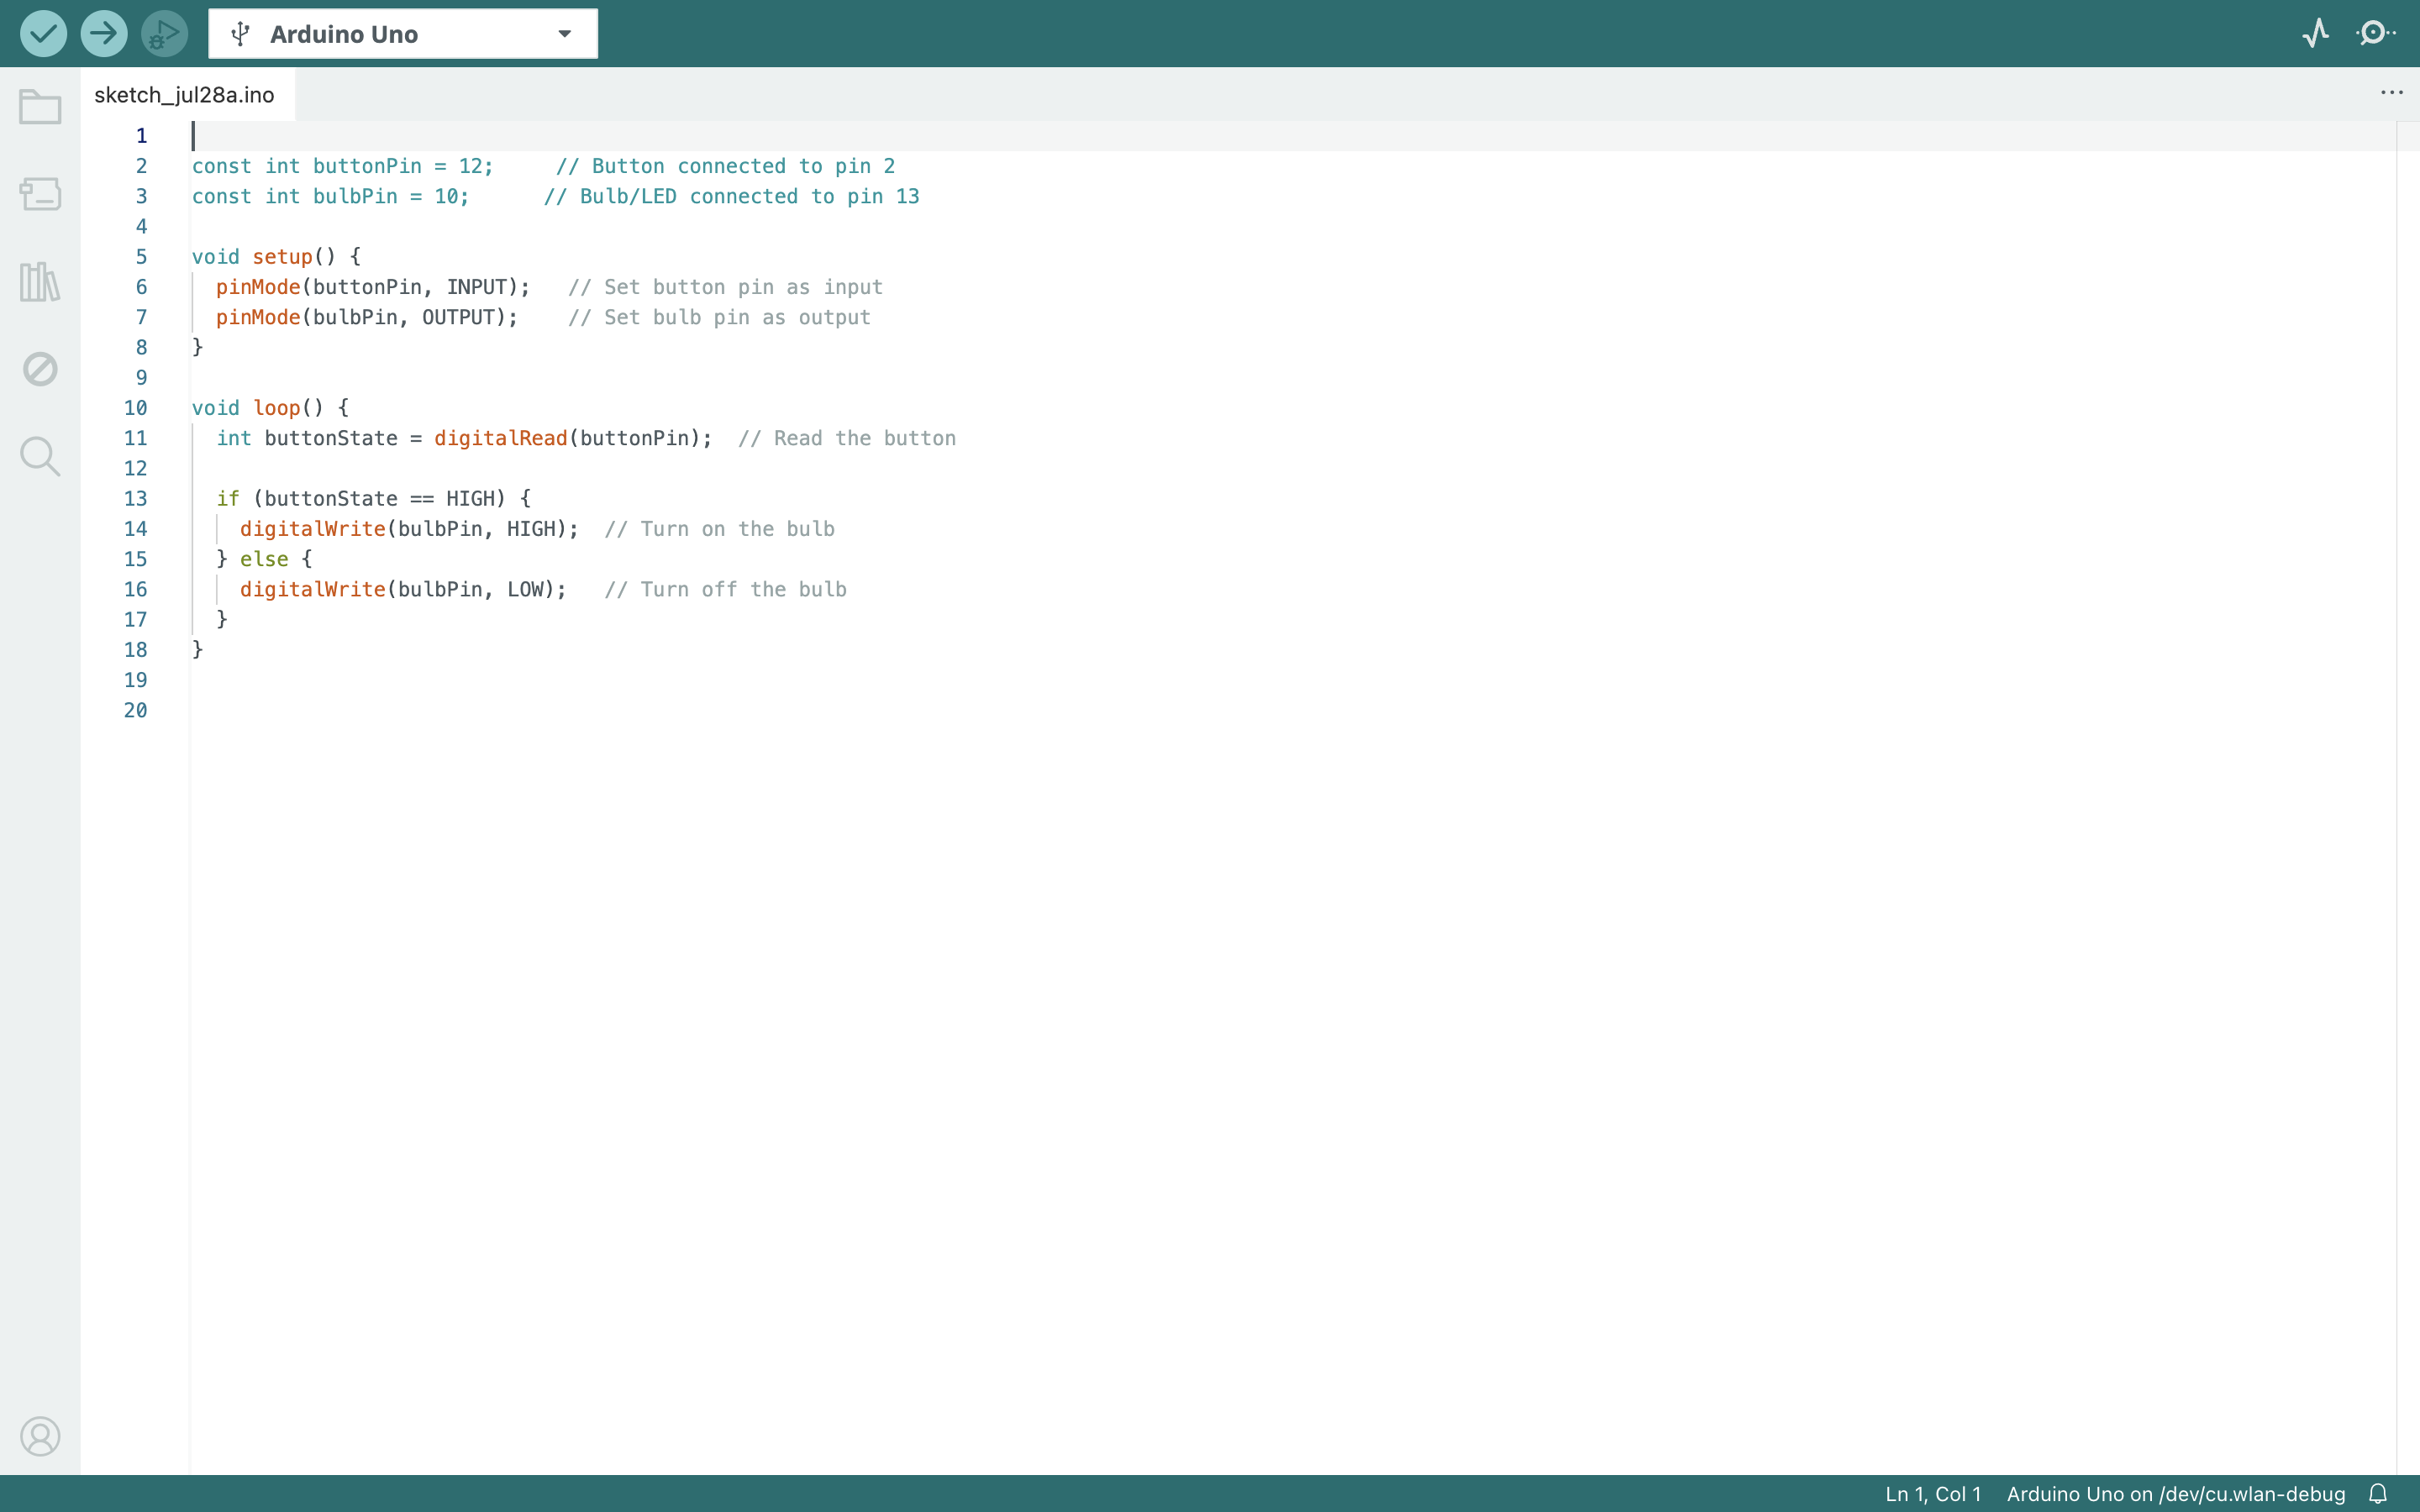 Arduino Uno
sketch_jul28a.ino
1
2 const int buttonPin = 12;     // Button connected to pin 2
3 const int bulbPin = 10;      // Bulb/LED connected to pin 13
4
5 void setup() {
6   pinMode(buttonPin, INPUT);   // Set button pin as input
7   pinMode(bulbPin, OUTPUT);    // Set bulb pin as output
8 }
9
10 void loop() {
11   int buttonState = digitalRead(buttonPin);  // Read the button
12
13   if (buttonState == HIGH) {
14     digitalWrite(bulbPin, HIGH);  // Turn on the bulb
15   } else {
16     digitalWrite(bulbPin, LOW);   // Turn off the bulb
17   }
18 }
19
20
Ln 1, Col 1 Arduino Uno on /dev/cu.wlan-debug